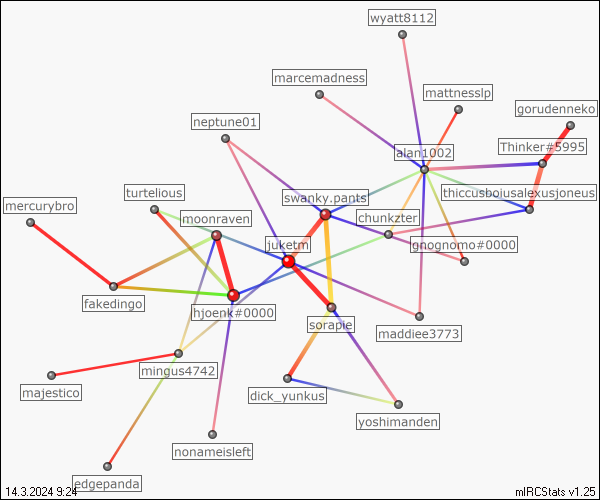 wyatt8112
marcemadness
mattnesslp
gorudenneko
neptune01
alan1002
Thinker#5995
turtelious
mercurybro
moonraven
swanky.pants
thiccusbojusalexusjoneus
chunkzter
juketm
gnognomo#0000
fakedingo
hjoenk#0000
sorapie
maddiee3773
mingus4742
majestico
dick_yunkus
yoshimanden
nonameisleft
edgepanda
14.3.2024 9:24
mIRCStats v1.25